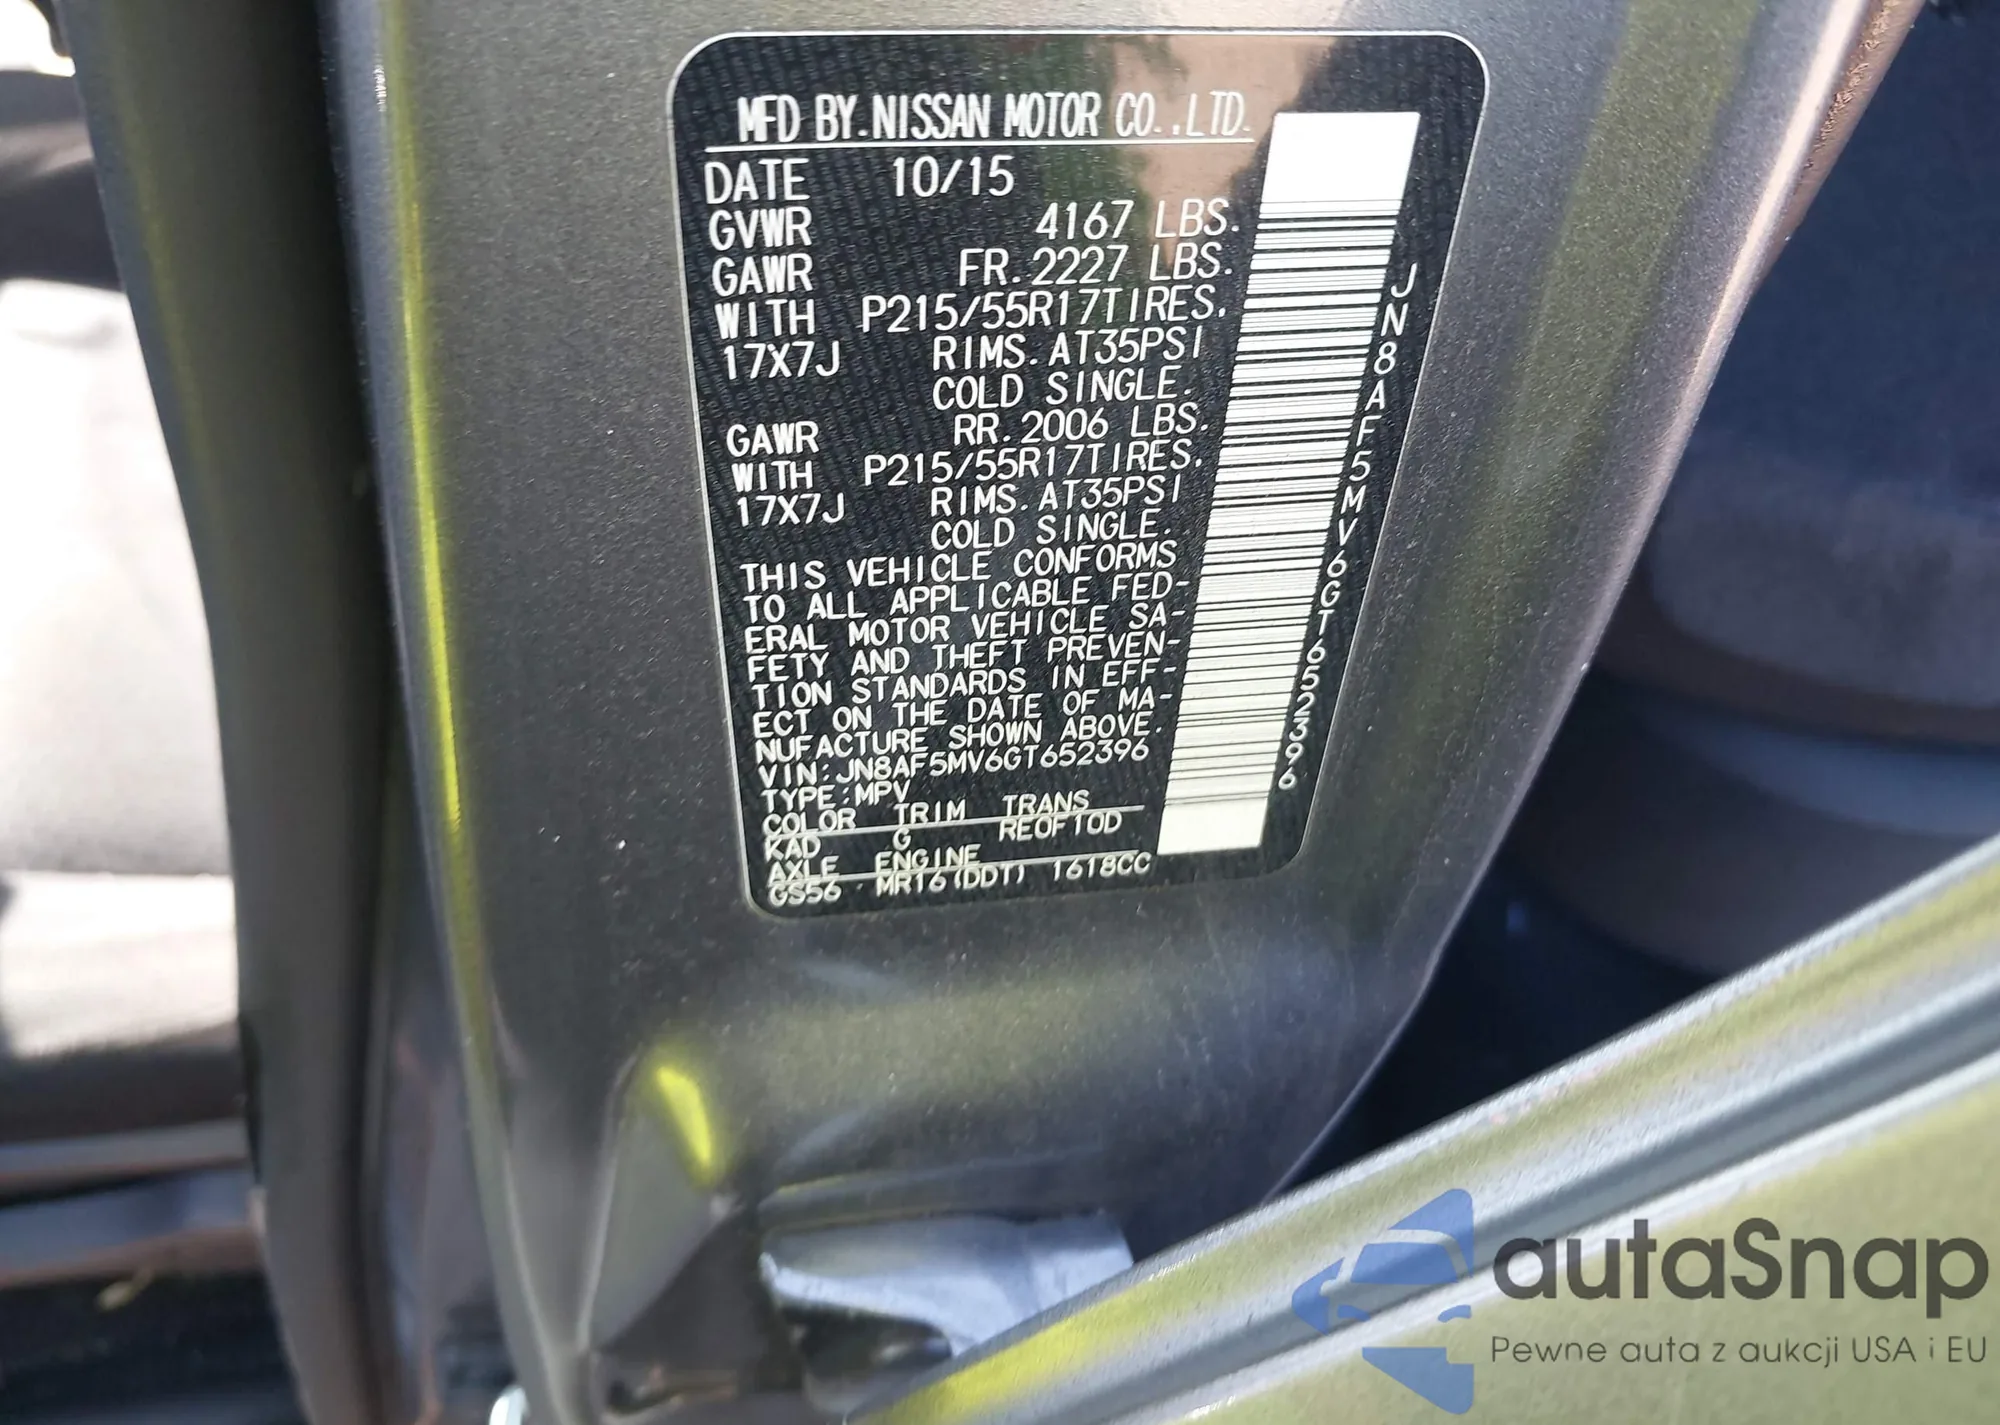 MFD BY.NISSAN MOTOR CO.,LTD.
DATE 10/15
GVWR 4167 LBS.
GAWR FR.2227 LBS.
WITH P215/55R17TIRES.
17X7J RIMS.AT35PSI
COLD SINGLE.
GAWR RR.2006 LBS.
WITH P215/55R17TIRES.
17X7J RIMS.AT35PSI
COLD SINGLE.
THIS VEHICLE CONFORMS
TO ALL APPLICABLE FED-
ERAL MOTOR VEHICLE SA-
FETY AND THEFT PREVEN-
TION STANDARDS IN EFF-
ECT ON THE DATE OF MA-
NUFACTURE SHOWN ABOVE.
VIN:JN8AF5MV6GT652396
TYPE:MPV
COLOR TRIM TRANS
KAD G RE0F10D
AXLE ENGINE
GS56 MR16(DDT) 1618CC
JN8AF5MV6GT652396
autaSnap
Pewne auta z aukcji USA i EU